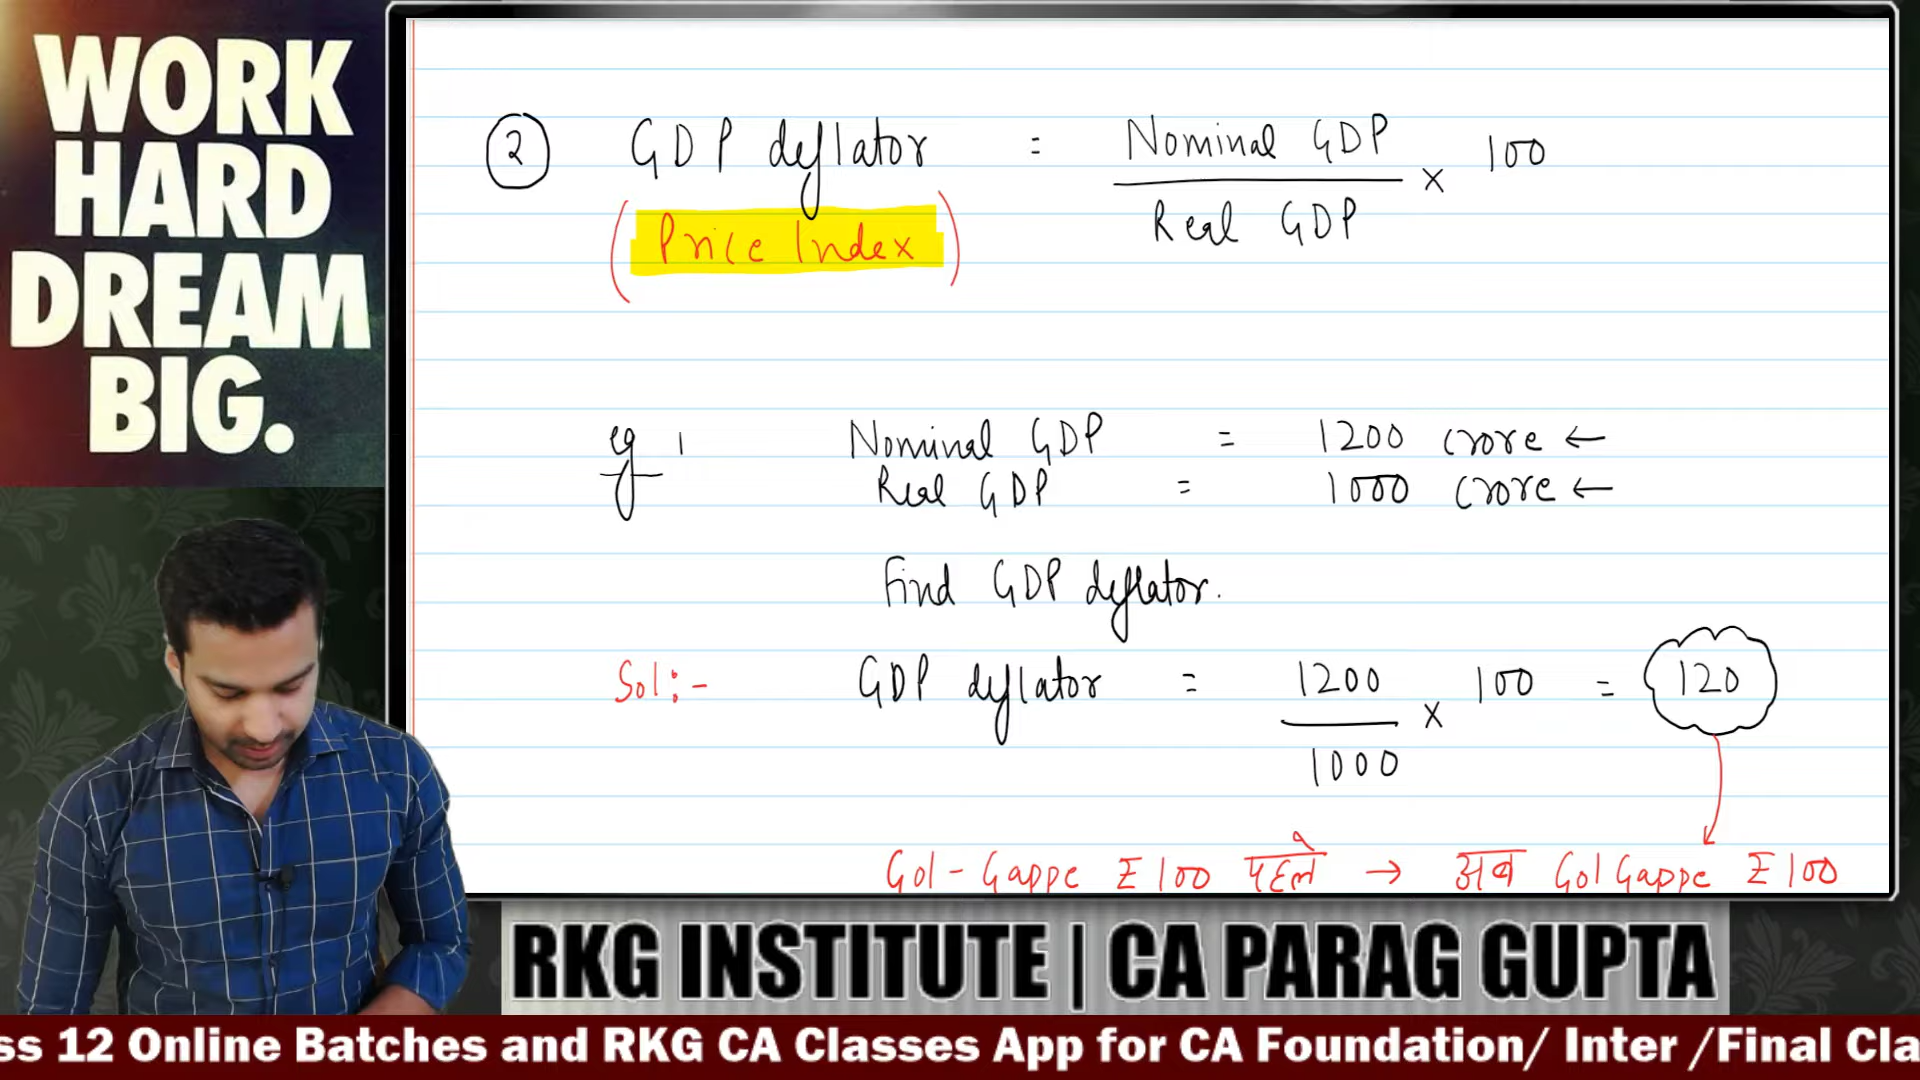 WORK
HARD
DREAM
BIG.
2 GDP deflator = Nominal GDP × 100
Real GDP
(Price Index)
eg 1 Nominal GDP = 1200 crore ←
Real GDP = 1000 crore ←
Find GDP deflator.
Sol:- GDP deflator = 1200 × 100 = 120
1000
Gol-Gappe ₹100 पहले → अब GolGappe ₹100
RKG INSTITUTE | CA PARAG GUPTA
ss 12 Online Batches and RKG CA Classes App for CA Foundation/ Inter /Final Cla